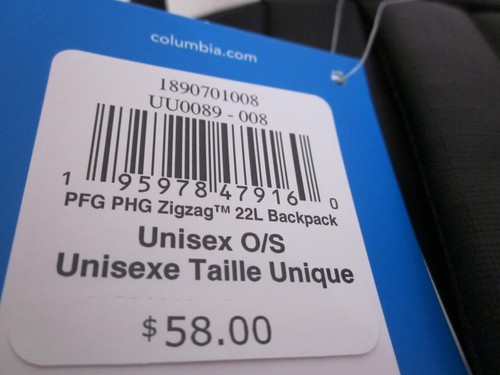 columbia.com
1890701008
UU0089 - 008
1 95978 47916 0
PFG PHG Zigzag™ 22L Backpack
Unisex O/S
Unisexe Taille Unique
$58.00